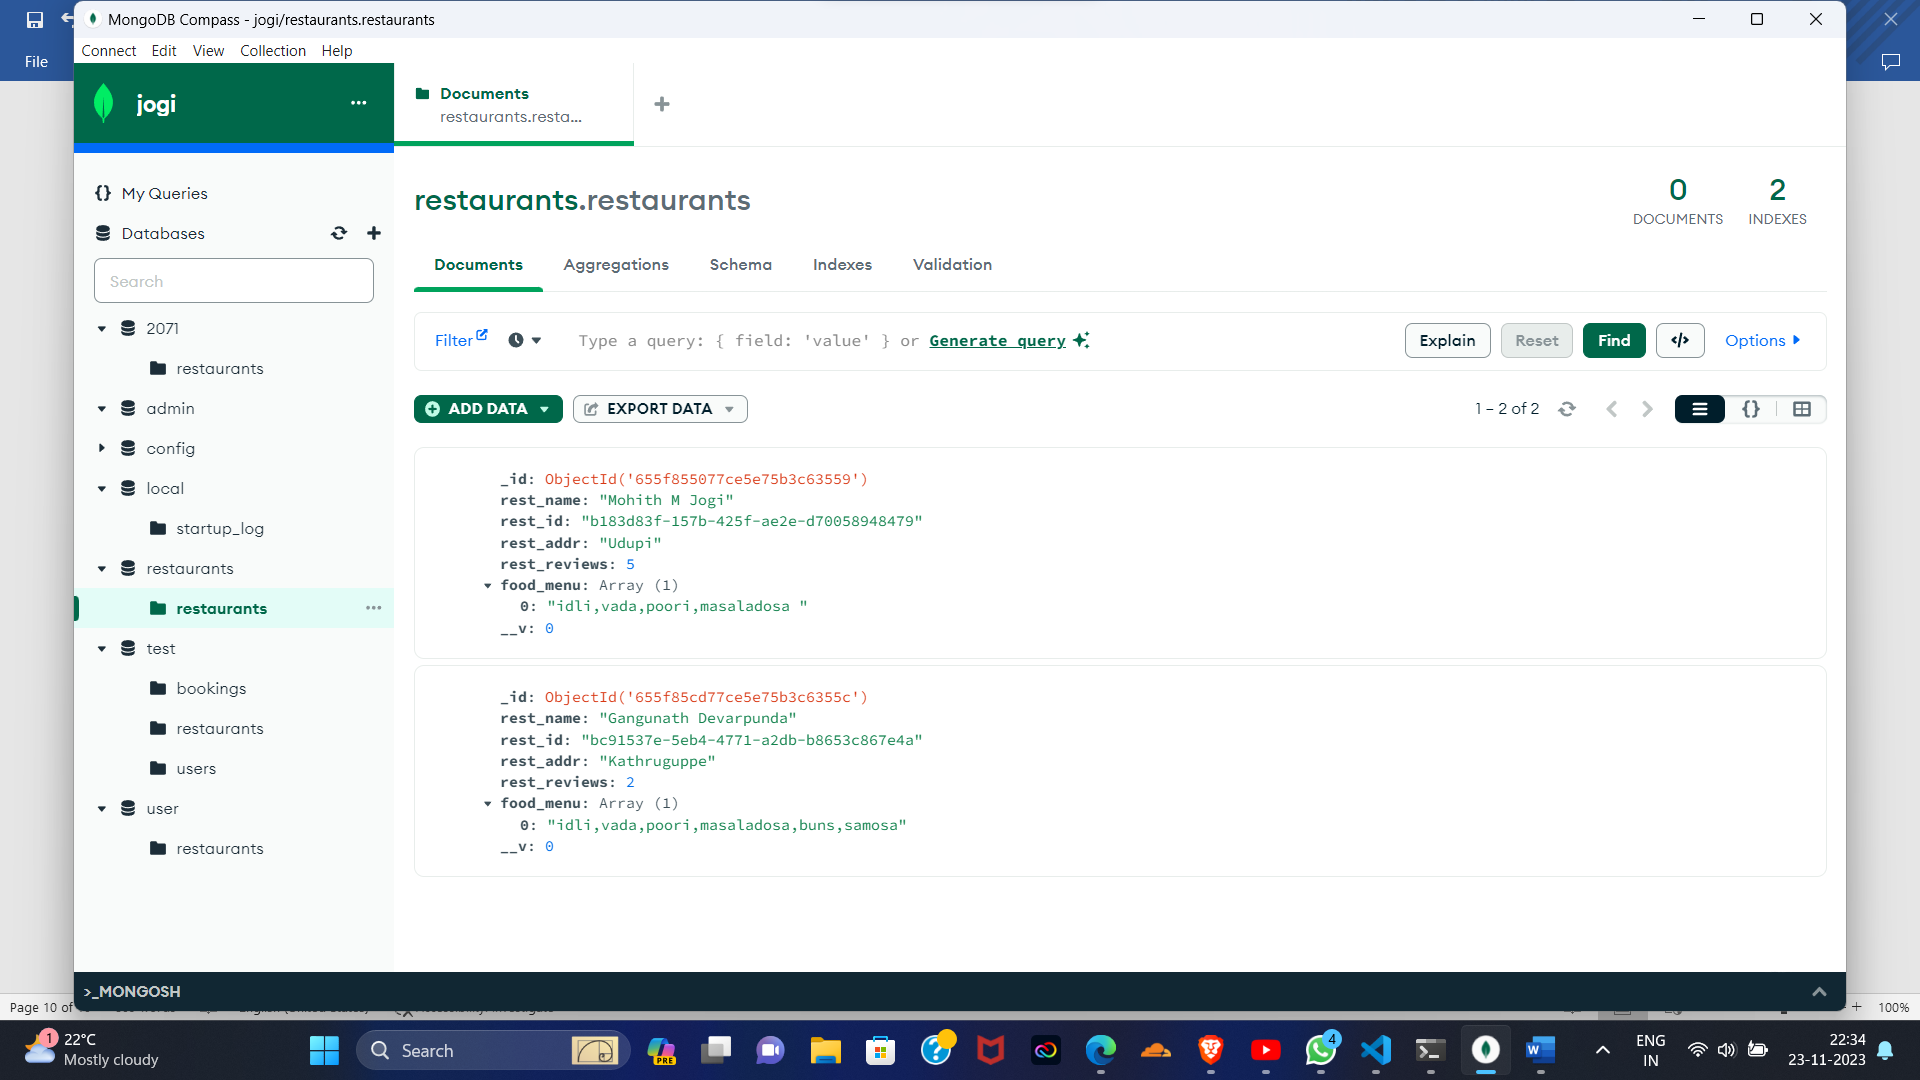 MongoDB Compass - jogi/restaurants.restaurants
Connect Edit View Collection Help
File
jogi
Documents
restaurants.resta...
My Queries
Databases
Search
2071
restaurants
admin
config
local
startup_log
restaurants
restaurants
test
bookings
restaurants
users
user
restaurants
restaurants.restaurants
0
DOCUMENTS
2
INDEXES
Documents Aggregations Schema Indexes Validation
Filter Type a query: { field: 'value' } or Generate query Explain Reset Find </> Options
ADD DATA EXPORT DATA 1 – 2 of 2 {}
_id: ObjectId('655f855077ce5e75b3c63559')
rest_name: "Mohith M Jogi"
rest_id: "b183d83f-157b-425f-ae2e-d70058948479"
rest_addr: "Udupi"
rest_reviews: 5
food_menu: Array (1)
0: "idli,vada,poori,masaladosa "
__v: 0
_id: ObjectId('655f85cd77ce5e75b3c6355c')
rest_name: "Gangunath Devarpunda"
rest_id: "bc91537e-5eb4-4771-a2db-b8653c867e4a"
rest_addr: "Kathruguppe"
rest_reviews: 2
food_menu: Array (1)
0: "idli,vada,poori,masaladosa,buns,samosa"
__v: 0
>_MONGOSH
Page 10 of
100%
1
22°C
Mostly cloudy
Search
PRE
4
ENG
IN
22:34
23-11-2023